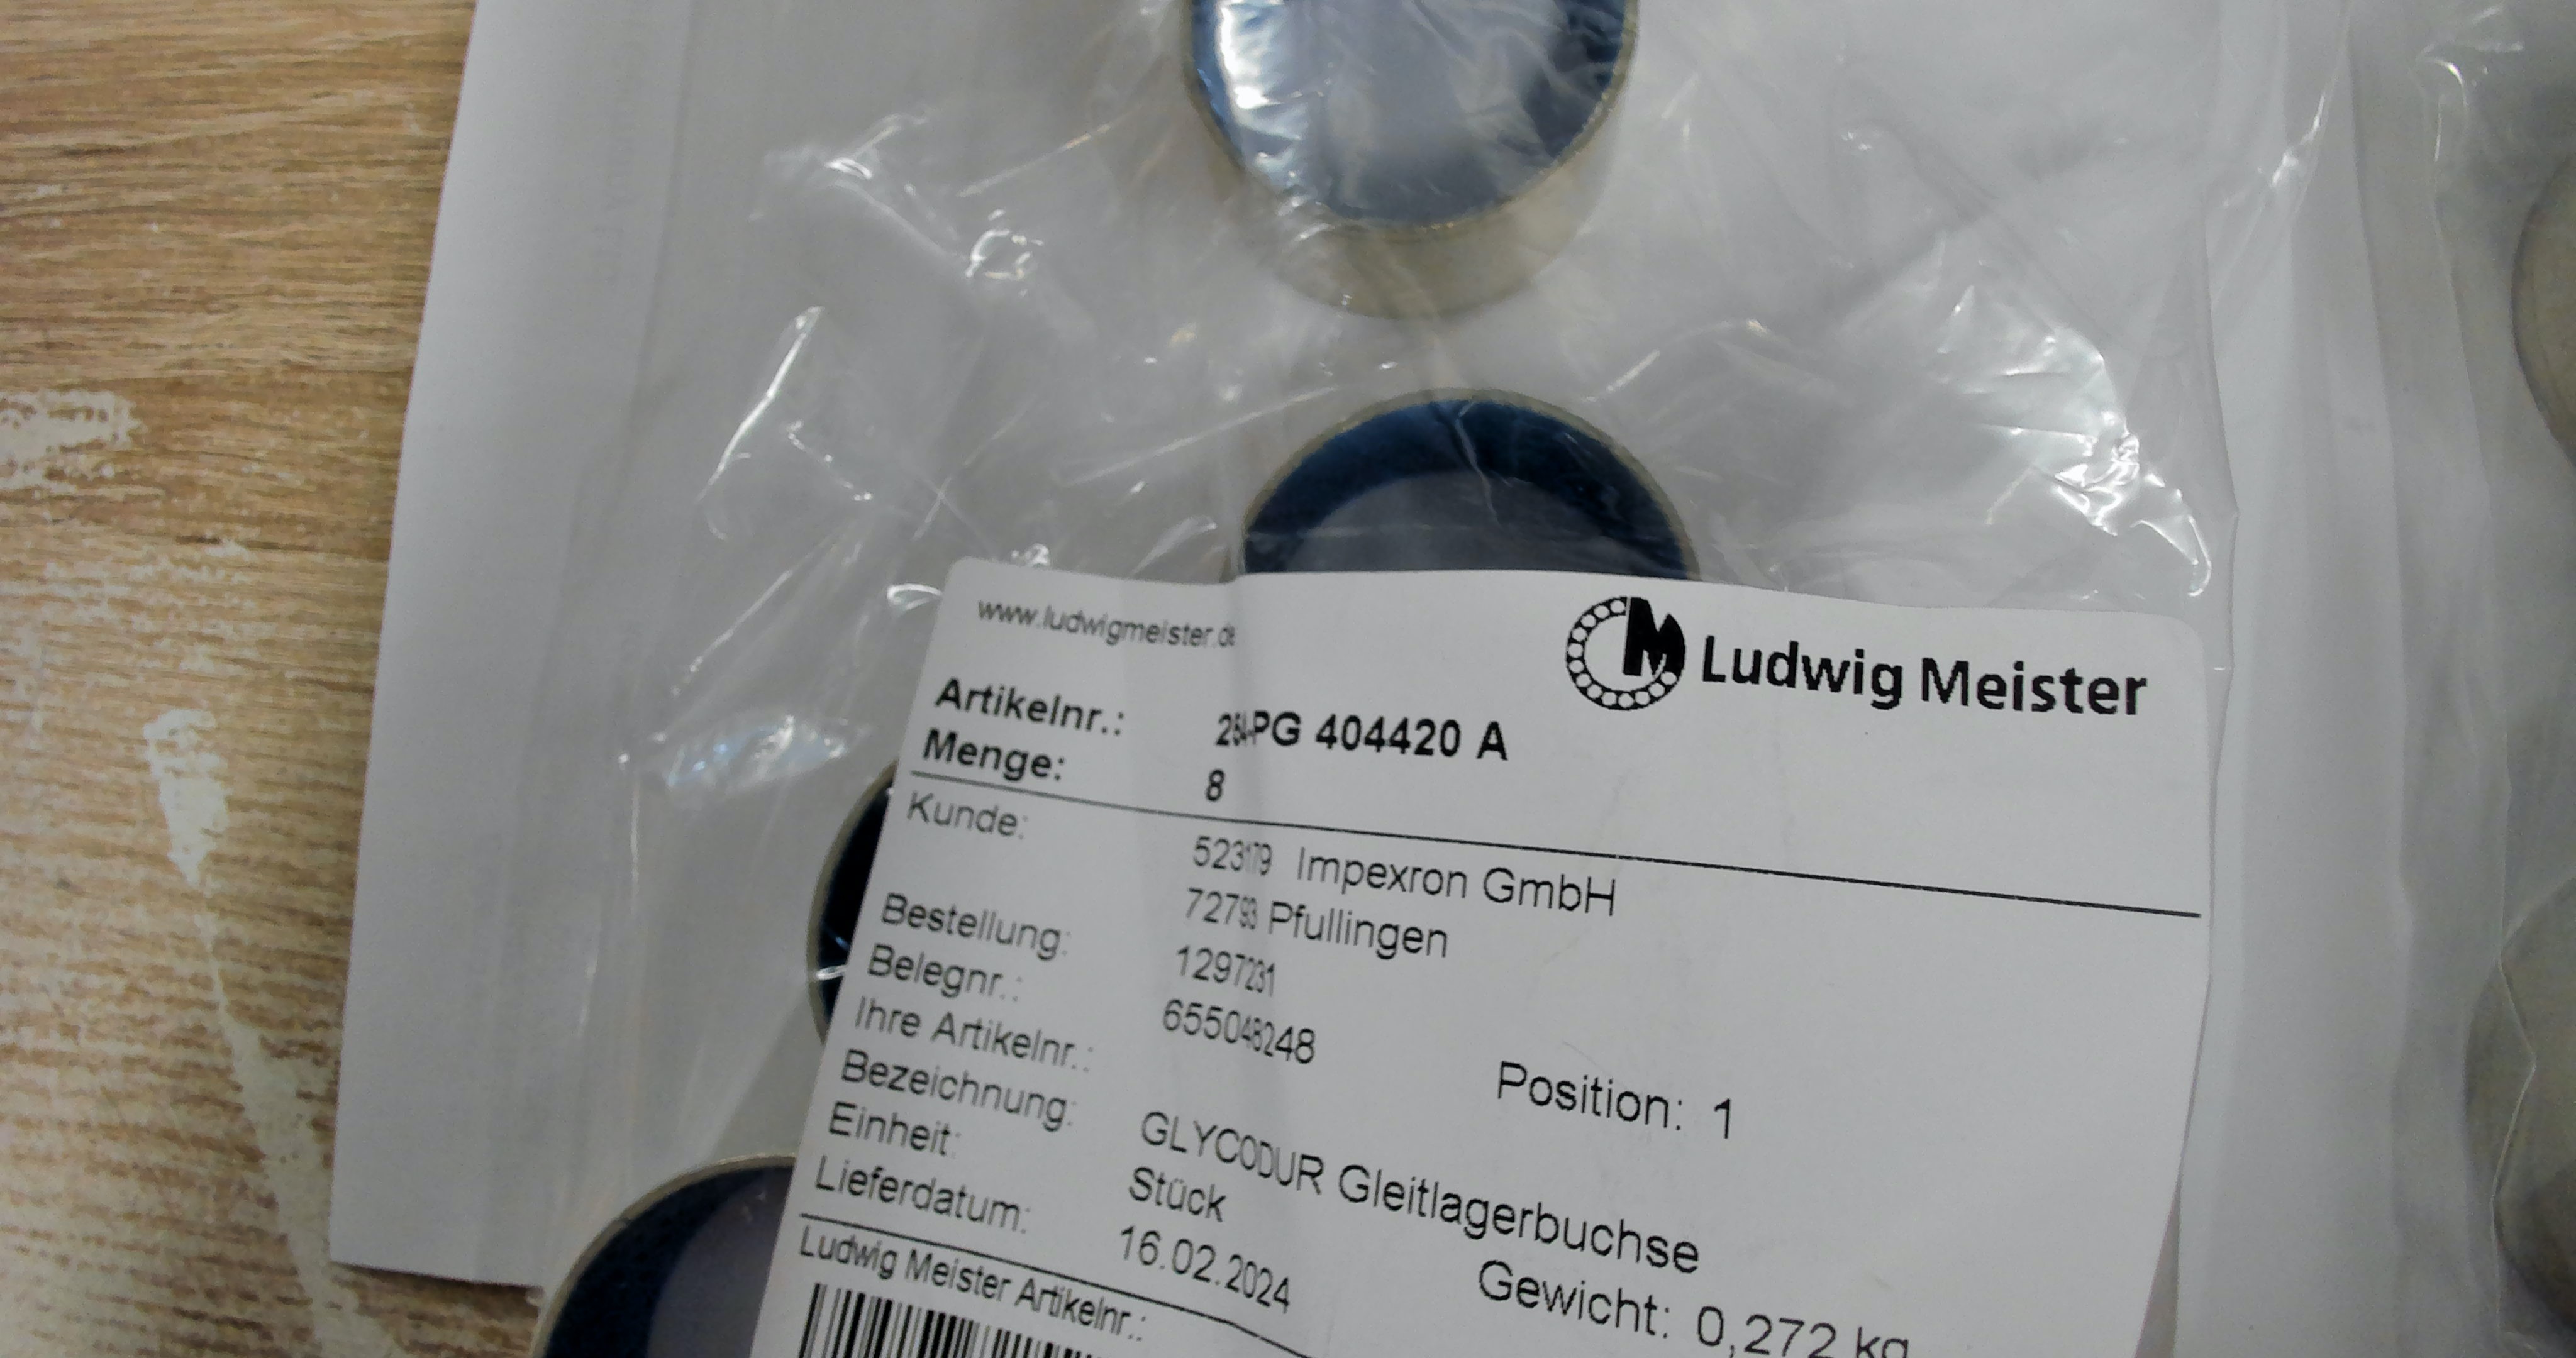 www.ludwigmeister.de
Ludwig Meister
Artikelnr.: 254-PG 404420 A
Menge: 8
Kunde: 523179 Impexron GmbH
72793 Pfullingen
Bestellung: 1297231
Belegnr.: 655048248 Position: 1
Ihre Artikelnr.:
Bezeichnung: GLYCODUR Gleitlagerbuchse
Einheit: Stück Gewicht: 0,272 kg
Lieferdatum: 16.02.2024
Ludwig Meister Artikelnr.: